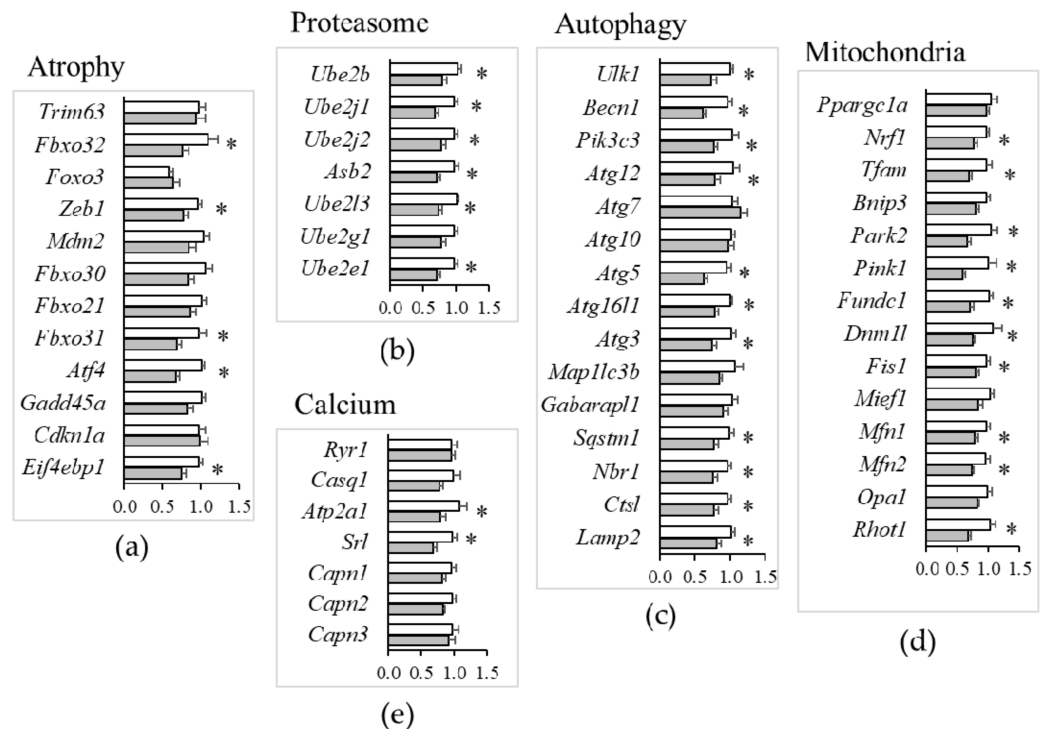 Atrophy
Trim63
Fbxo32 *
Foxo3
Zeb1 *
Mdm2
Fbxo30
Fbxo21
Fbxo31 *
Atf4 *
Gadd45a
Cdkn1a
Eif4ebp1 *
0.0 0.5 1.0 1.5
(a)
Proteasome
Ube2b *
Ube2j1 *
Ube2j2 *
Asb2 *
Ube2l3 *
Ube2g1
Ube2e1 *
0.0 0.5 1.0 1.5
(b)
Calcium
Ryr1
Casq1
Atp2a1 *
Srl *
Capn1
Capn2
Capn3
0.0 0.5 1.0 1.5
(e)
Autophagy
Ulk1 *
Becn1 *
Pik3c3 *
Atg12 *
Atg7
Atg10
Atg5 *
Atg16l1 *
Atg3 *
Map1lc3b
Gabarapl1
Sqstm1 *
Nbr1 *
Ctsl *
Lamp2 *
0.0 0.5 1.0 1.5
(c)
Mitochondria
Ppargc1a
Nrf1 *
Tfam *
Bnip3
Park2 *
Pink1 *
Fundc1 *
Dnm1l *
Fis1 *
Mief1
Mfn1 *
Mfn2 *
Opa1
Rhot1 *
0.0 0.5 1.0 1.5
(d)